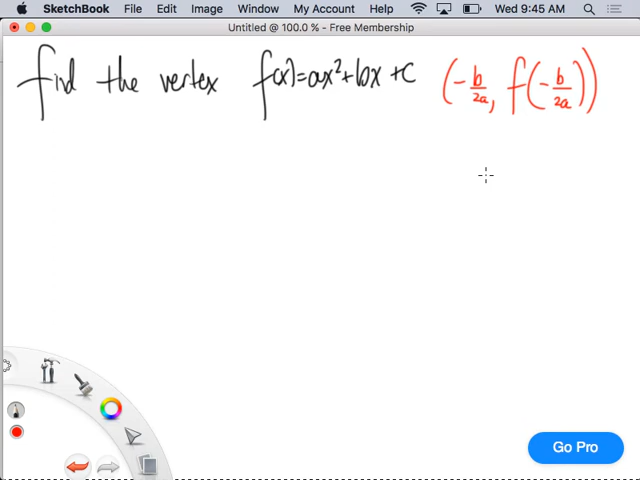 SketchBook File Edit Image Window My Account Help Wed 9:45 AM
Untitled @ 100.0 % - Free Membership
find the vertex f(x)=ax²+bx+c (-b/2a, f(-b/2a))
Go Pro